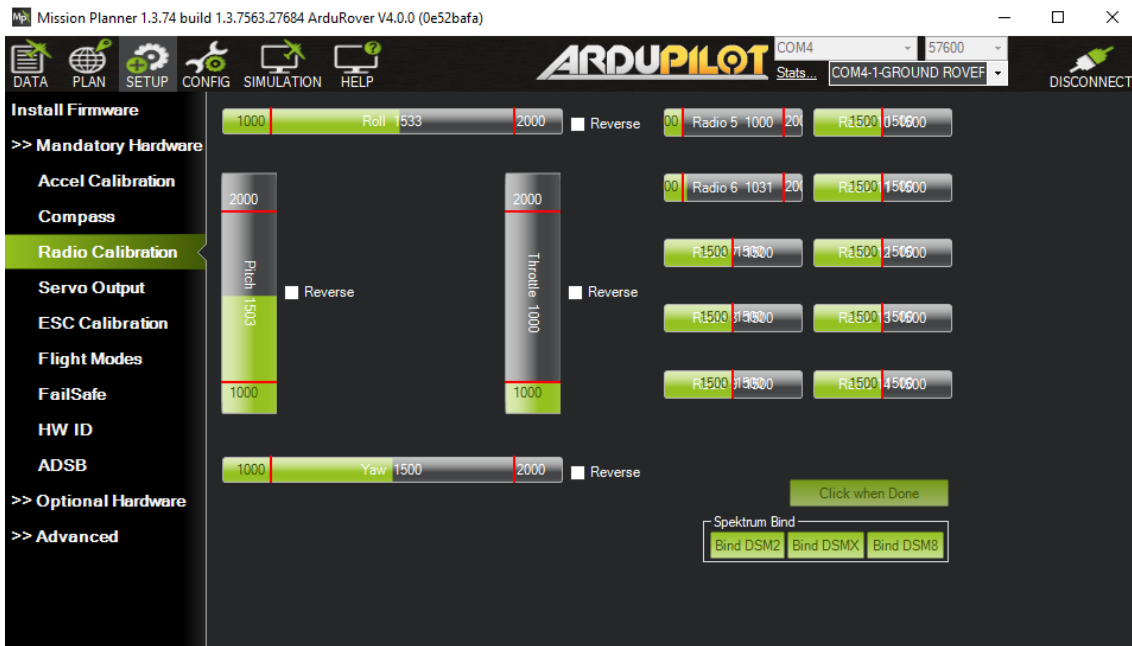 Mission Planner 1.3.74 build 1.3.7563.27684 ArduRover V4.0.0 (0e52bafa)
DATA PLAN SETUP CONFIG SIMULATION HELP
ARDUPILOT
COM4 57600
Stats... COM4-1-GROUND ROVER
DISCONNECT
Install Firmware
>> Mandatory Hardware
Accel Calibration
Compass
Radio Calibration
Servo Output
ESC Calibration
Flight Modes
FailSafe
HW ID
ADSB
>> Optional Hardware
>> Advanced
1000 Roll 1533 2000 Reverse
2000
Pitch 1503
1000
Reverse
2000
Throttle 1000
1000
Reverse
1000 Yaw 1500 2000 Reverse
Radio 5 1000
Radio 6 1031
Click when Done
Spektrum Bind
Bind DSM2 Bind DSMX Bind DSM8